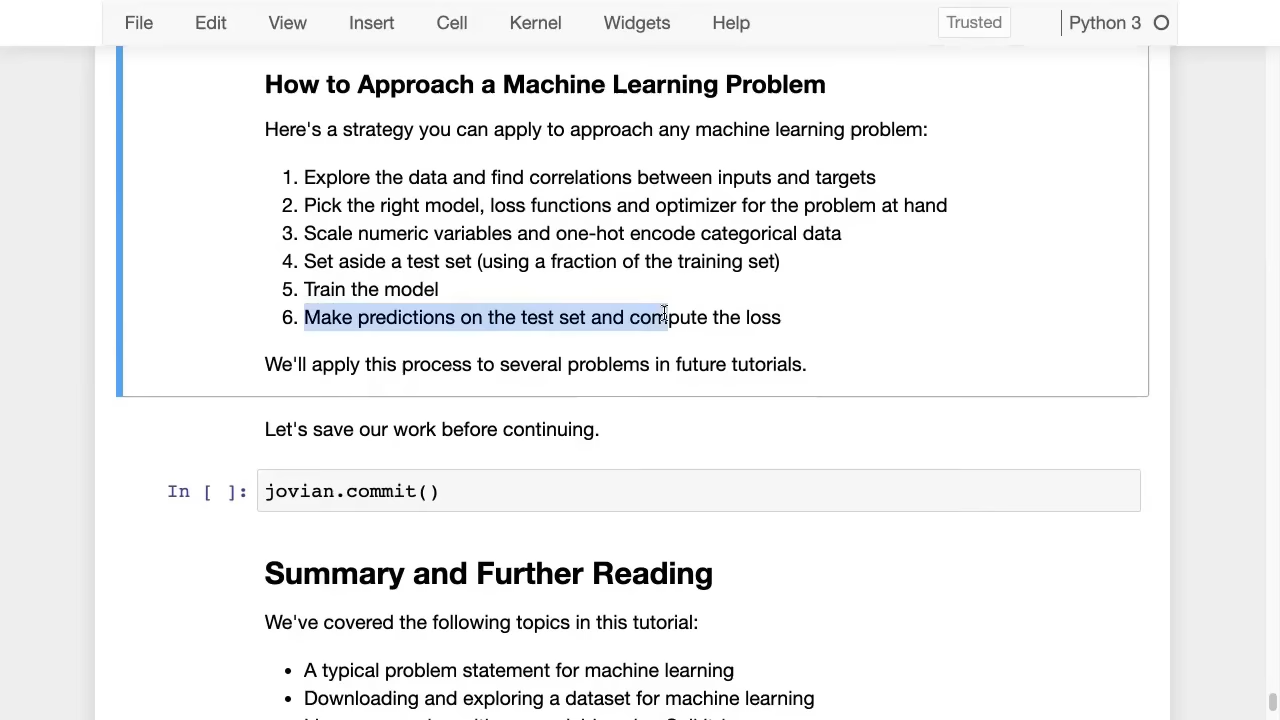 File Edit View Insert Cell Kernel Widgets Help Trusted Python 3
How to Approach a Machine Learning Problem
Here's a strategy you can apply to approach any machine learning problem:
1. Explore the data and find correlations between inputs and targets
2. Pick the right model, loss functions and optimizer for the problem at hand
3. Scale numeric variables and one-hot encode categorical data
4. Set aside a test set (using a fraction of the training set)
5. Train the model
6. Make predictions on the test set and compute the loss
We'll apply this process to several problems in future tutorials.
Let's save our work before continuing.
In [ ]: jovian.commit()
Summary and Further Reading
We've covered the following topics in this tutorial:
• A typical problem statement for machine learning
• Downloading and exploring a dataset for machine learning